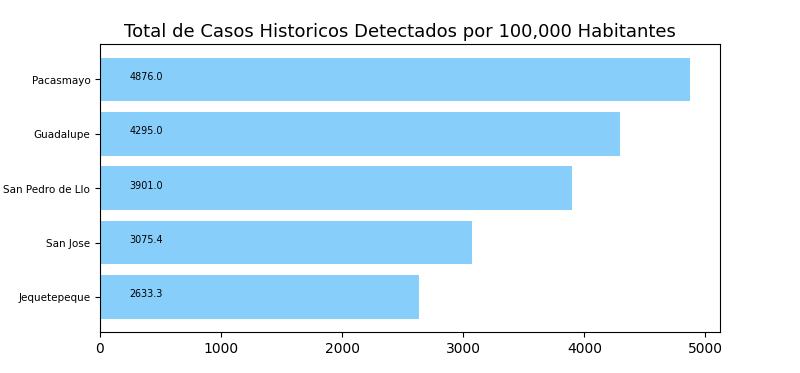 Total de Casos Historicos Detectados por 100,000 Habitantes
Pacasmayo 4876.0
Guadalupe 4295.0
San Pedro de Llo 3901.0
San Jose 3075.4
Jequetepeque 2633.3
0 1000 2000 3000 4000 5000